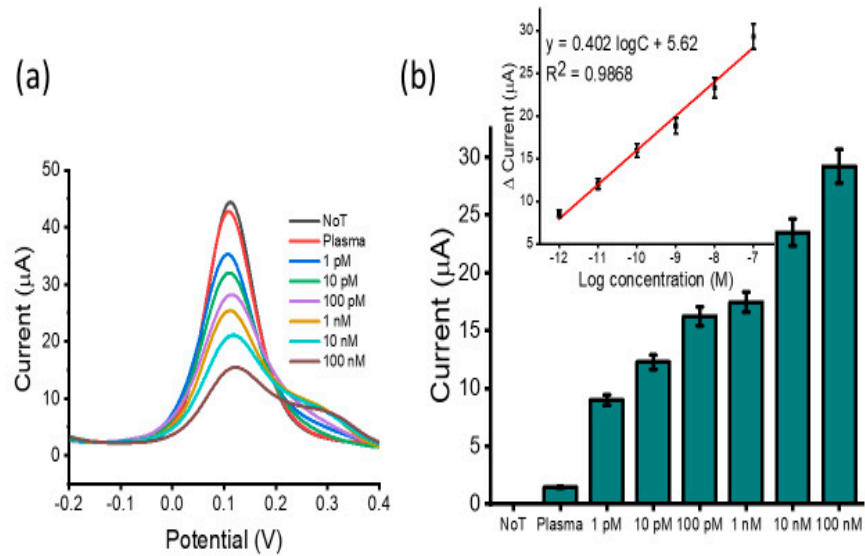 (a)
50
40
30
20
10
0
Current (μA)
-0.2 -0.1 0.0 0.1 0.2 0.3 0.4
Potential (V)
NoT
Plasma
1 pM
10 pM
100 pM
1 nM
10 nM
100 nM
(b)
y = 0.402 logC + 5.62
R² = 0.9868
30
25
20
15
10
5
Δ Current (μA)
-12 -11 -10 -9 -8 -7
Log concentration (M)
30
25
20
15
10
5
0
Current (μA)
NoT Plasma 1 pM 10 pM 100 pM 1 nM 10 nM 100 nM